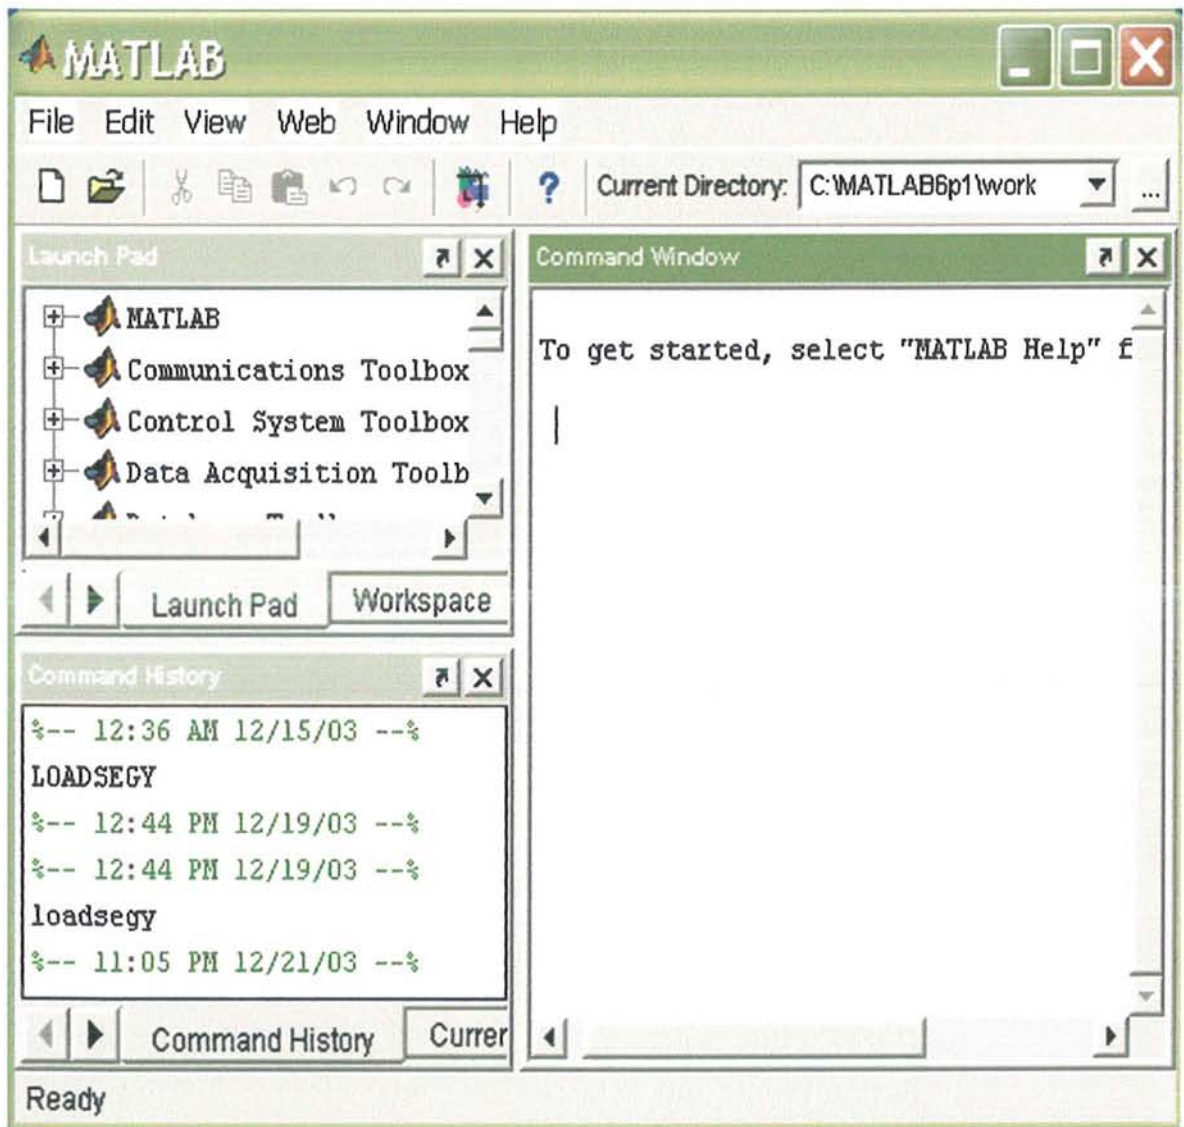 MATLAB
File Edit View Web Window Help
? Current Directory: C:\MATLAB6p1\work ...
Launch Pad
MATLAB
Communications Toolbox
Control System Toolbox
Data Acquisition Toolb
Launch Pad Workspace
Command History
%-- 12:36 AM 12/15/03 --%
LOADSEGY
%-- 12:44 PM 12/19/03 --%
%-- 12:44 PM 12/19/03 --%
loadsegy
%-- 11:05 PM 12/21/03 --%
Command History Currer
Command Window
To get started, select "MATLAB Help" f
Ready